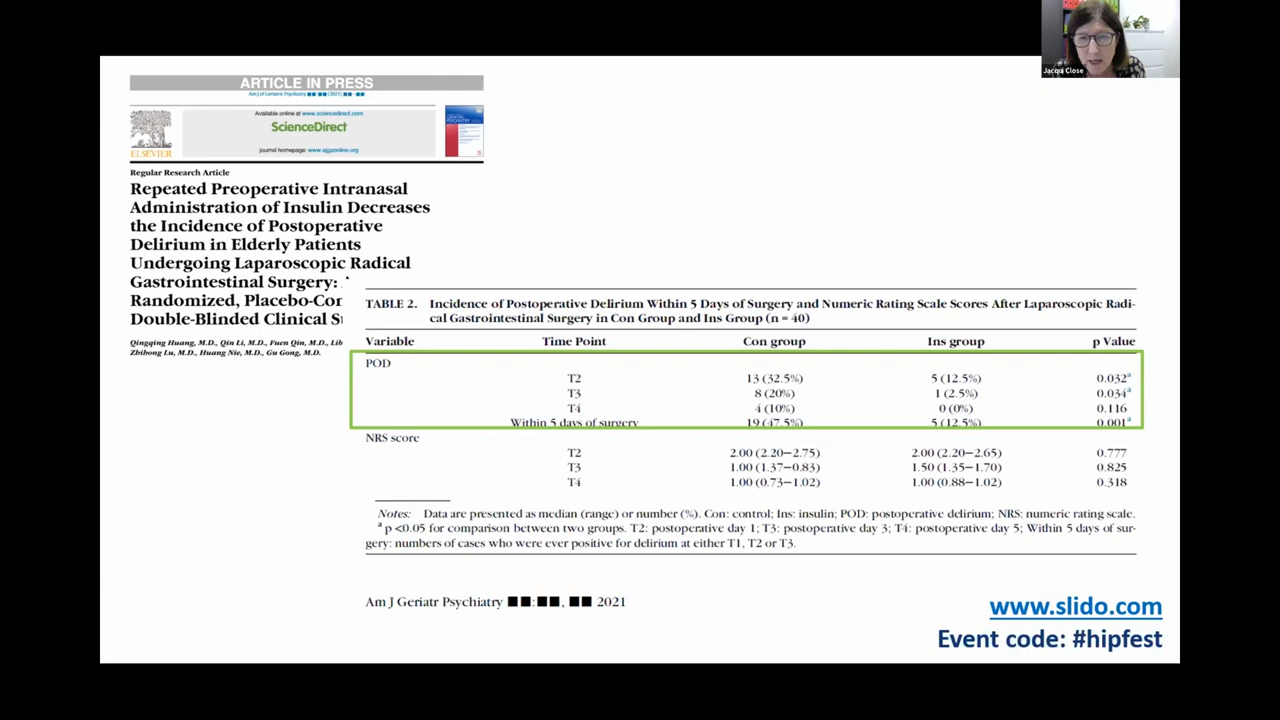 Jacqui Close
ARTICLE IN PRESS
Am J of Geriatric Psychiatry ■■:■■ (2021) ■■−■■
Available online at www.sciencedirect.com
ScienceDirect
journal homepage: www.ajgponline.org
ELSEVIER
Regular Research Article
Repeated Preoperative Intranasal
Administration of Insulin Decreases
the Incidence of Postoperative
Delirium in Elderly Patients
Undergoing Laparoscopic Radical
Gastrointestinal Surgery:
Randomized, Placebo-Con
Double-Blinded Clinical
Qingqing Huang, M.D., Qin Li, M.D., Fuen Qin, M.D., Lib
Zhibong Lu, M.D., Huang Nie, M.D., Gu Gong, M.D.
TABLE 2. Incidence of Postoperative Delirium Within 5 Days of Surgery and Numeric Rating Scale Scores After Laparoscopic Radi-
cal Gastrointestinal Surgery in Con Group and Ins Group (n = 40)
Variable Time Point Con group Ins group p Value
POD
T2 13 (32.5%) 5 (12.5%) 0.032a
T3 8 (20%) 1 (2.5%) 0.034a
T4 4 (10%) 0 (0%) 0.116
Within 5 days of surgery 19 (47.5%) 5 (12.5%) 0.001a
NRS score
T2 2.00 (2.20−2.75) 2.00 (2.20−2.65) 0.777
T3 1.00 (1.37−0.83) 1.50 (1.35−1.70) 0.825
T4 1.00 (0.73−1.02) 1.00 (0.88−1.02) 0.318
Notes: Data are presented as median (range) or number (%). Con: control; Ins: insulin; POD: postoperative delirium; NRS: numeric rating scale.
a p <0.05 for comparison between two groups. T2: postoperative day 1; T3: postoperative day 3; T4: postoperative day 5; Within 5 days of sur-
gery: numbers of cases who were ever positive for delirium at either T1, T2 or T3.
Am J Geriatr Psychiatry ■■:■■, ■■ 2021
www.slido.com
Event code: #hipfest